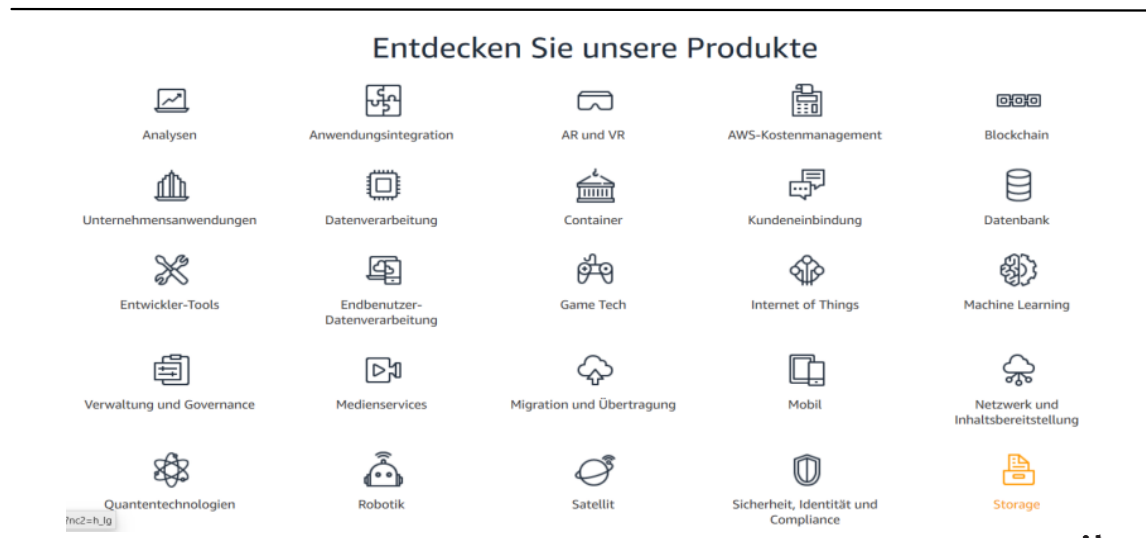 Entdecken Sie unsere Produkte
Analysen
Anwendungsintegration
AR und VR
AWS-Kostenmanagement
Blockchain
Unternehmensanwendungen
Datenverarbeitung
Container
Kundeneinbindung
Datenbank
Entwickler-Tools
Endbenutzer-
Datenverarbeitung
Game Tech
Internet of Things
Machine Learning
Verwaltung und Governance
Medienservices
Migration und Übertragung
Mobil
Netzwerk und
Inhaltsbereitstellung
Quantentechnologien
Robotik
Satellit
Sicherheit, Identität und
Compliance
Storage
?nc2=h_lg